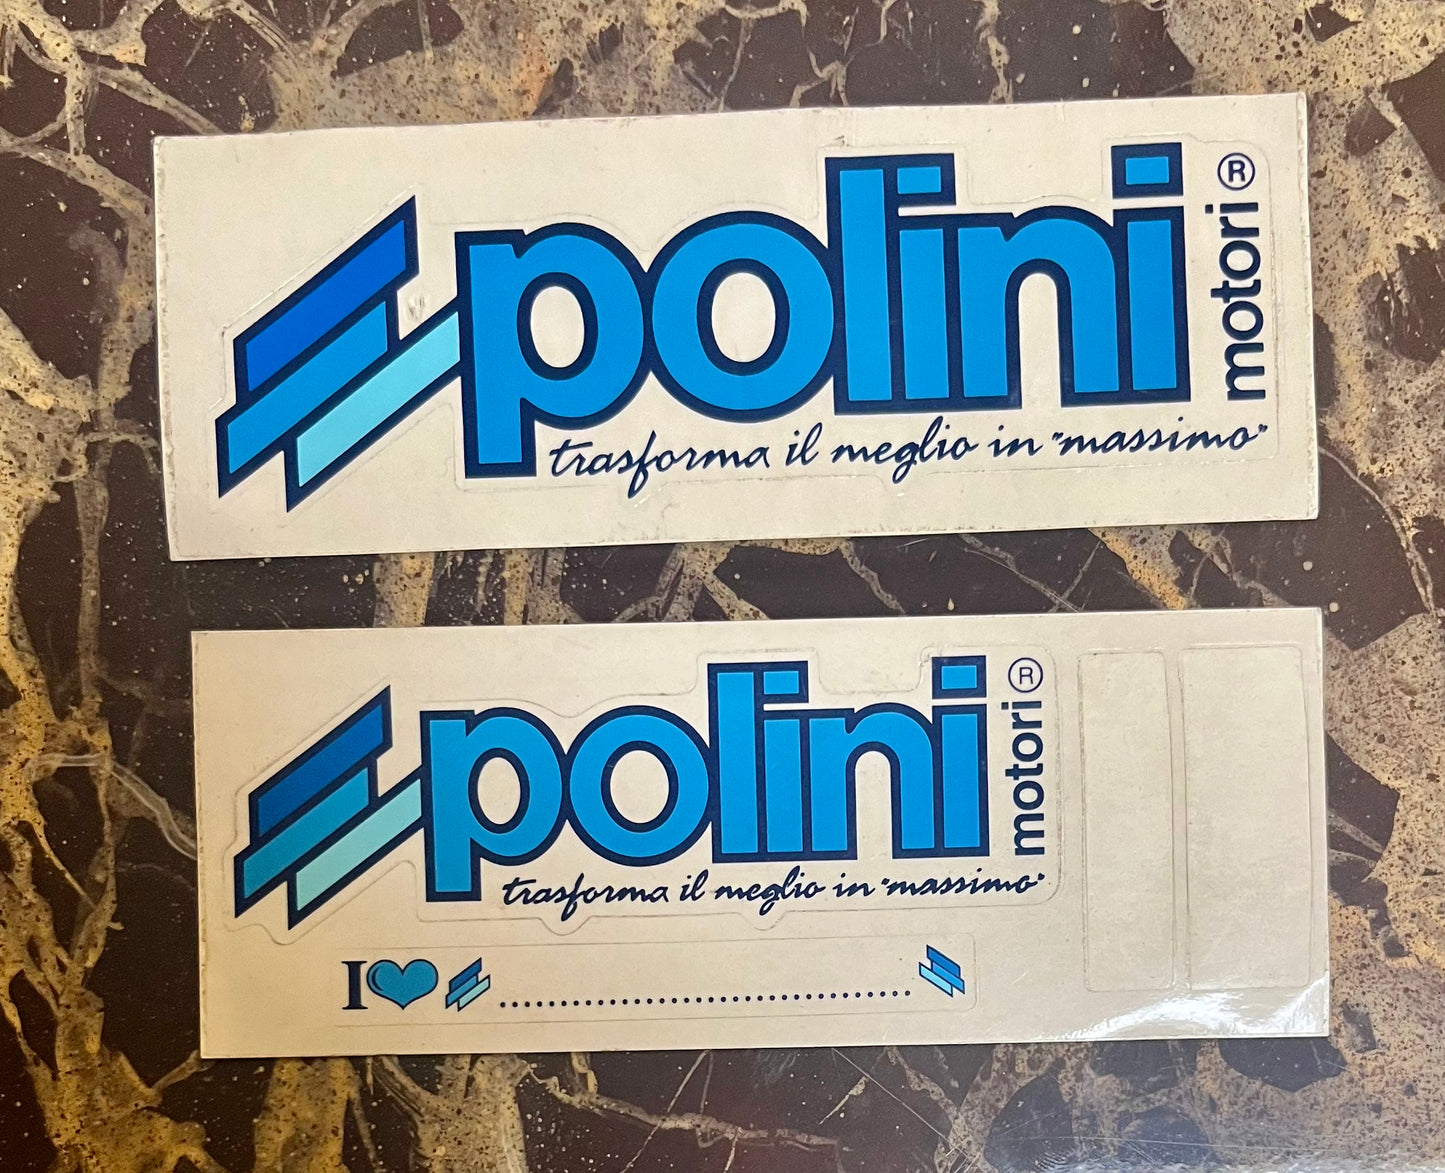 polini
motori®
trasforma il meglio in "massimo"
polini
motori®
trasforma il meglio in "massimo"
I ...........................................